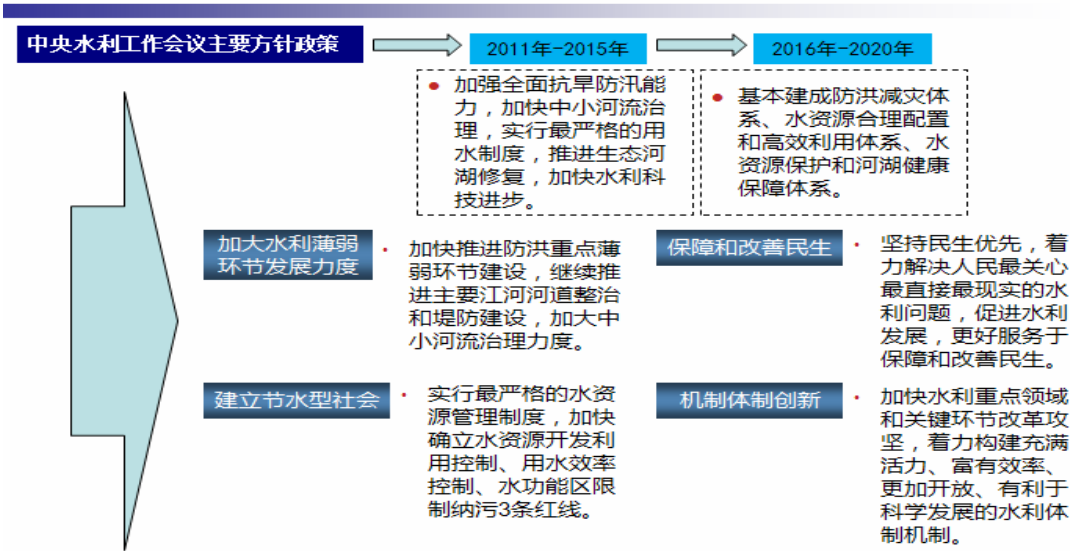 中央水利工作会议主要方针政策
2011年-2015年
2016年-2020年
• 加强全面抗旱防汛能
力，加快中小河流治
理，实行最严格的用
水制度，推进生态河
湖修复，加快水利科
技进步。
• 基本建成防洪减灾体
系、水资源合理配置
和高效利用体系、水
资源保护和河湖健康
保障体系。
加大水利薄弱
环节发展力度
• 加快推进防洪重点薄
弱环节建设，继续推
进主要江河河道整治
和堤防建设，加大中
小河流治理力度。
保障和改善民生
• 坚持民生优先，着
力解决人民最关心
最直接最现实的水
利问题，促进水利
发展，更好服务于
保障和改善民生。
建立节水型社会
• 实行最严格的水资
源管理制度，加快
确立水资源开发利
用控制、用水效率
控制、水功能区限
制纳污3条红线。
机制体制创新
• 加快水利重点领域
和关键环节改革攻
坚，着力构建充满
活力、富有效率、
更加开放、有利于
科学发展的水利体
制机制。